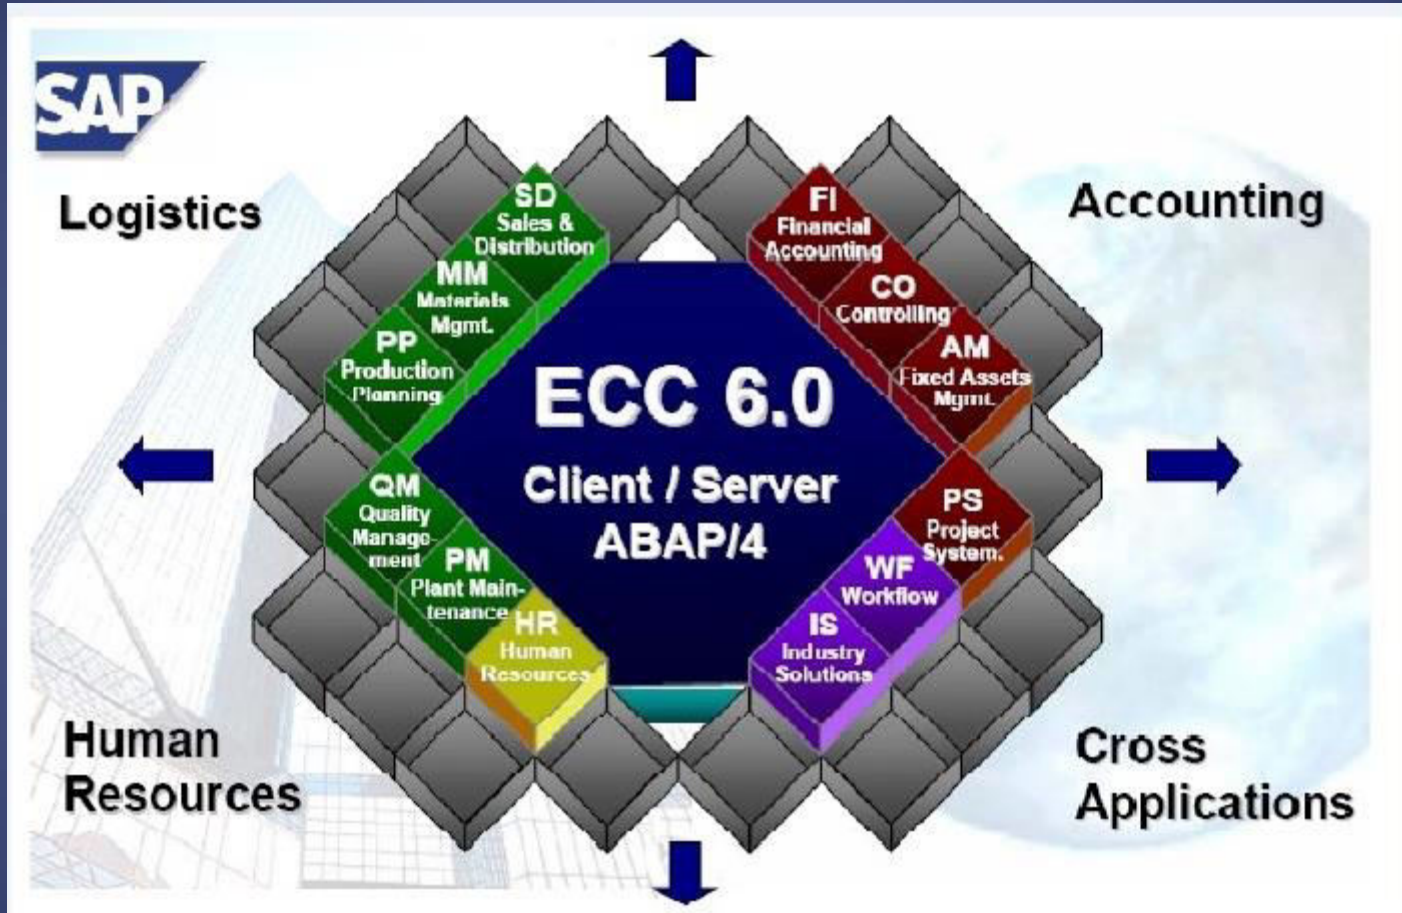 SAP
Logistics
Accounting
SD
Sales &
Distribution
MM
Materials
Mgmt.
PP
Production
Planning
QM
Quality
Manage-
ment
PM
Plant Main-
tenance
HR
Human
Resources
FI
Financial
Accounting
CO
Controlling
AM
Fixed Assets
Mgmt.
PS
Project
System.
WF
Workflow
IS
Industry
Solutions
ECC 6.0
Client / Server
ABAP/4
Human
Resources
Cross
Applications